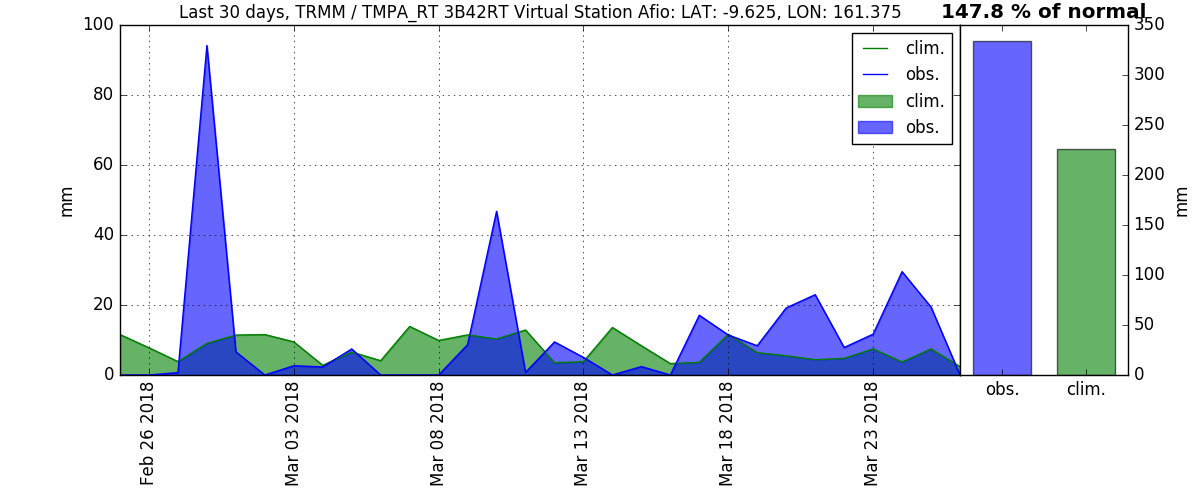 Last 30 days, TRMM / TMPA_RT 3B42RT Virtual Station Afio: LAT: -9.625, LON: 161.375
147.8 % of normal
100
80
60
40
20
0
mm
clim.
obs.
clim.
obs.
350
300
250
200
150
100
50
0
mm
Feb 26 2018
Mar 03 2018
Mar 08 2018
Mar 13 2018
Mar 18 2018
Mar 23 2018
obs.
clim.